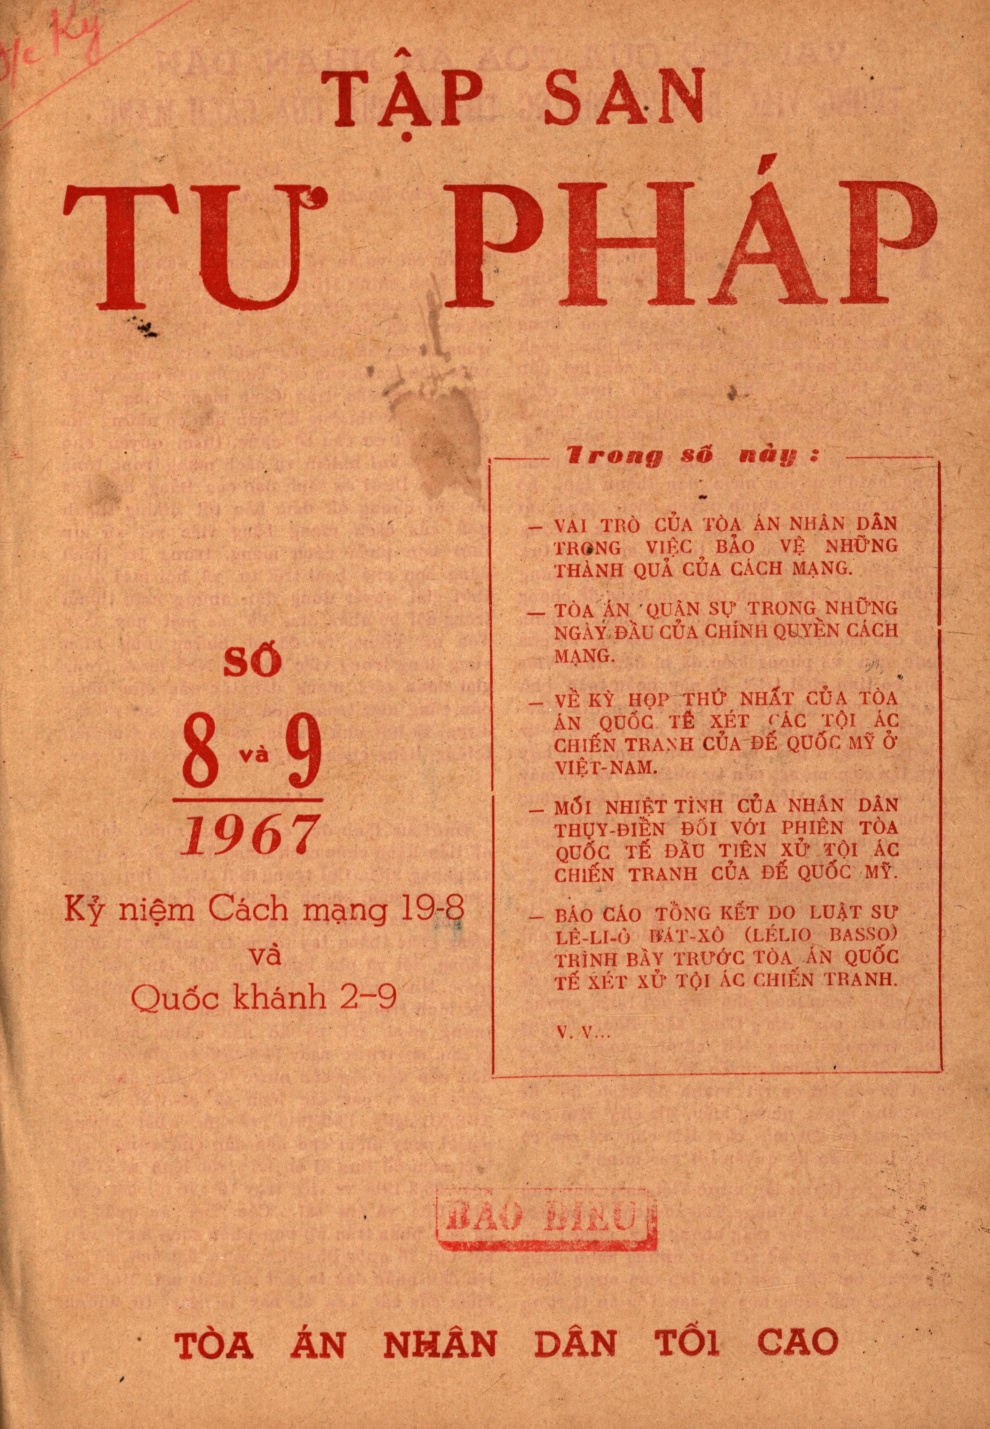 Đ/c Kỷ
TẬP SAN
TƯ PHÁP
Trong số này :
— VAI TRÒ CỦA TÒA ÁN NHÂN DÂN
TRONG VIỆC BẢO VỆ NHỮNG
THÀNH QUẢ CỦA CÁCH MẠNG.
— TÒA ÁN QUÂN SỰ TRONG NHỮNG
NGÀY ĐẦU CỦA CHÍNH QUYỀN CÁCH
MẠNG.
— VỀ KỲ HỌP THỨ NHẤT CỦA TÒA
ÁN QUỐC TẾ XÉT CÁC TỘI ÁC
CHIẾN TRANH CỦA ĐẾ QUỐC MỸ Ở
VIỆT-NAM.
— MỐI NHIỆT TÌNH CỦA NHÂN DÂN
THỤY-ĐIỀN ĐỐI VỚI PHIÊN TÒA
QUỐC TẾ ĐẦU TIÊN XỬ TỘI ÁC
CHIẾN TRANH CỦA ĐẾ QUỐC MỸ.
— BÁO CÁO TỔNG KẾT DO LUẬT SƯ
LÊ-LI-Ô BÁT-XÔ (LÉLIO BASSO)
TRÌNH BÀY TRƯỚC TÒA ÁN QUỐC
TẾ XÉT XỬ TỘI ÁC CHIẾN TRANH.
V. V...
SỐ
8 và 9
1967
Kỷ niệm Cách mạng 19-8
và
Quốc khánh 2-9
BÁO BIẾU
TÒA ÁN NHÂN DÂN TỐI CAO